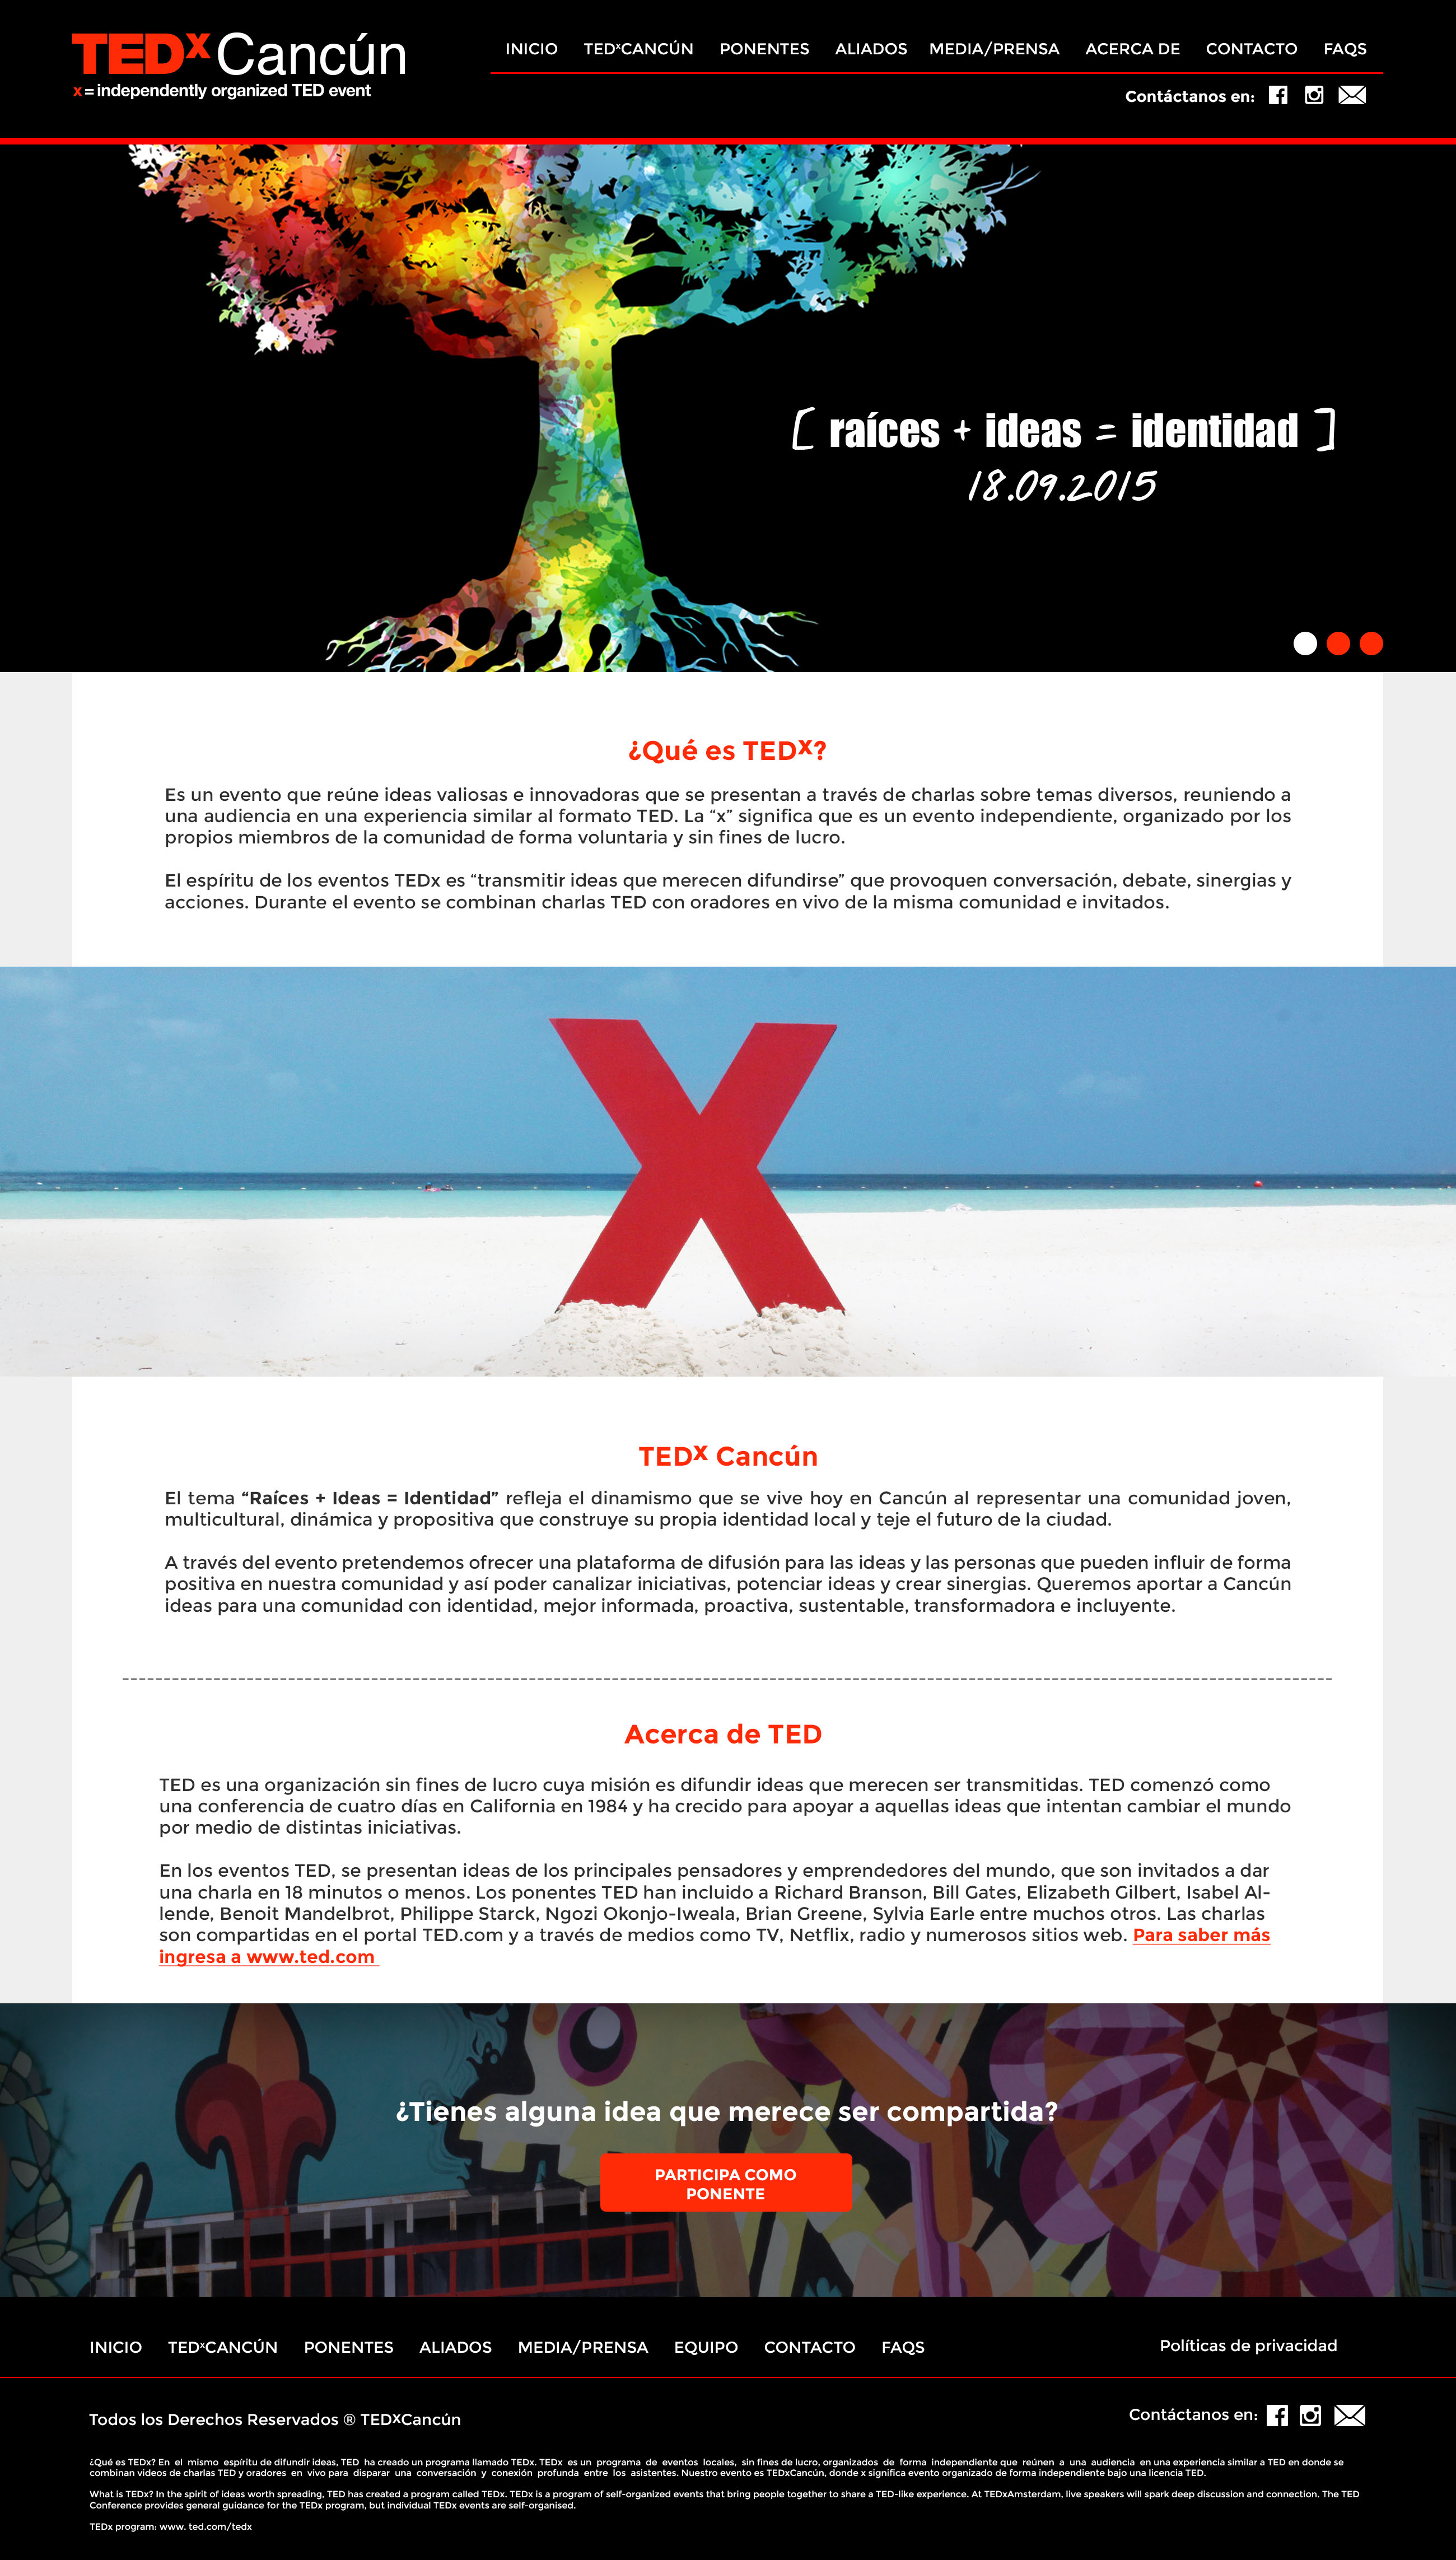 TEDxCancún
x = independently organized TED event
INICIO TEDxCANCÚN PONENTES ALIADOS MEDIA/PRENSA ACERCA DE CONTACTO FAQS
Contáctanos en:
[ raíces + ideas = identidad ]
18.09.2015
¿Qué es TEDx?
Es un evento que reúne ideas valiosas e innovadoras que se presentan a través de charlas sobre temas diversos, reuniendo a
una audiencia en una experiencia similar al formato TED. La “x” significa que es un evento independiente, organizado por los
propios miembros de la comunidad de forma voluntaria y sin fines de lucro.
El espíritu de los eventos TEDx es “transmitir ideas que merecen difundirse” que provoquen conversación, debate, sinergias y
acciones. Durante el evento se combinan charlas TED con oradores en vivo de la misma comunidad e invitados.
X
TEDx Cancún
El tema “Raíces + Ideas = Identidad” refleja el dinamismo que se vive hoy en Cancún al representar una comunidad joven,
multicultural, dinámica y propositiva que construye su propia identidad local y teje el futuro de la ciudad.
A través del evento pretendemos ofrecer una plataforma de difusión para las ideas y las personas que pueden influir de forma
positiva en nuestra comunidad y así poder canalizar iniciativas, potenciar ideas y crear sinergias. Queremos aportar a Cancún
ideas para una comunidad con identidad, mejor informada, proactiva, sustentable, transformadora e incluyente.
Acerca de TED
TED es una organización sin fines de lucro cuya misión es difundir ideas que merecen ser transmitidas. TED comenzó como
una conferencia de cuatro días en California en 1984 y ha crecido para apoyar a aquellas ideas que intentan cambiar el mundo
por medio de distintas iniciativas.
En los eventos TED, se presentan ideas de los principales pensadores y emprendedores del mundo, que son invitados a dar
una charla en 18 minutos o menos. Los ponentes TED han incluido a Richard Branson, Bill Gates, Elizabeth Gilbert, Isabel Al-
lende, Benoit Mandelbrot, Philippe Starck, Ngozi Okonjo-Iweala, Brian Greene, Sylvia Earle entre muchos otros. Las charlas
son compartidas en el portal TED.com y a través de medios como TV, Netflix, radio y numerosos sitios web. Para saber más
ingresa a www.ted.com
¿Tienes alguna idea que merece ser compartida?
PARTICIPA COMO
PONENTE
INICIO TEDxCANCÚN PONENTES ALIADOS MEDIA/PRENSA EQUIPO CONTACTO FAQS Políticas de privacidad
Todos los Derechos Reservados ® TEDxCancún
Contáctanos en:
¿Qué es TEDx? En el mismo espíritu de difundir ideas, TED ha creado un programa llamado TEDx. TEDx es un programa de eventos locales, sin fines de lucro, organizados de forma independiente que reúnen a una audiencia en una experiencia similar a TED en donde se
combinan videos de charlas TED y oradores en vivo para disparar una conversación y conexión profunda entre los asistentes. Nuestro evento es TEDxCancún, donde x significa evento organizado de forma independiente bajo una licencia TED.
What is TEDx? In the spirit of ideas worth spreading, TED has created a program called TEDx. TEDx is a program of self-organized events that bring people together to share a TED-like experience. At TEDxAmsterdam, live speakers will spark deep discussion and connection. The TED
Conference provides general guidance for the TEDx program, but individual TEDx events are self-organised.
TEDx program: www. ted.com/tedx